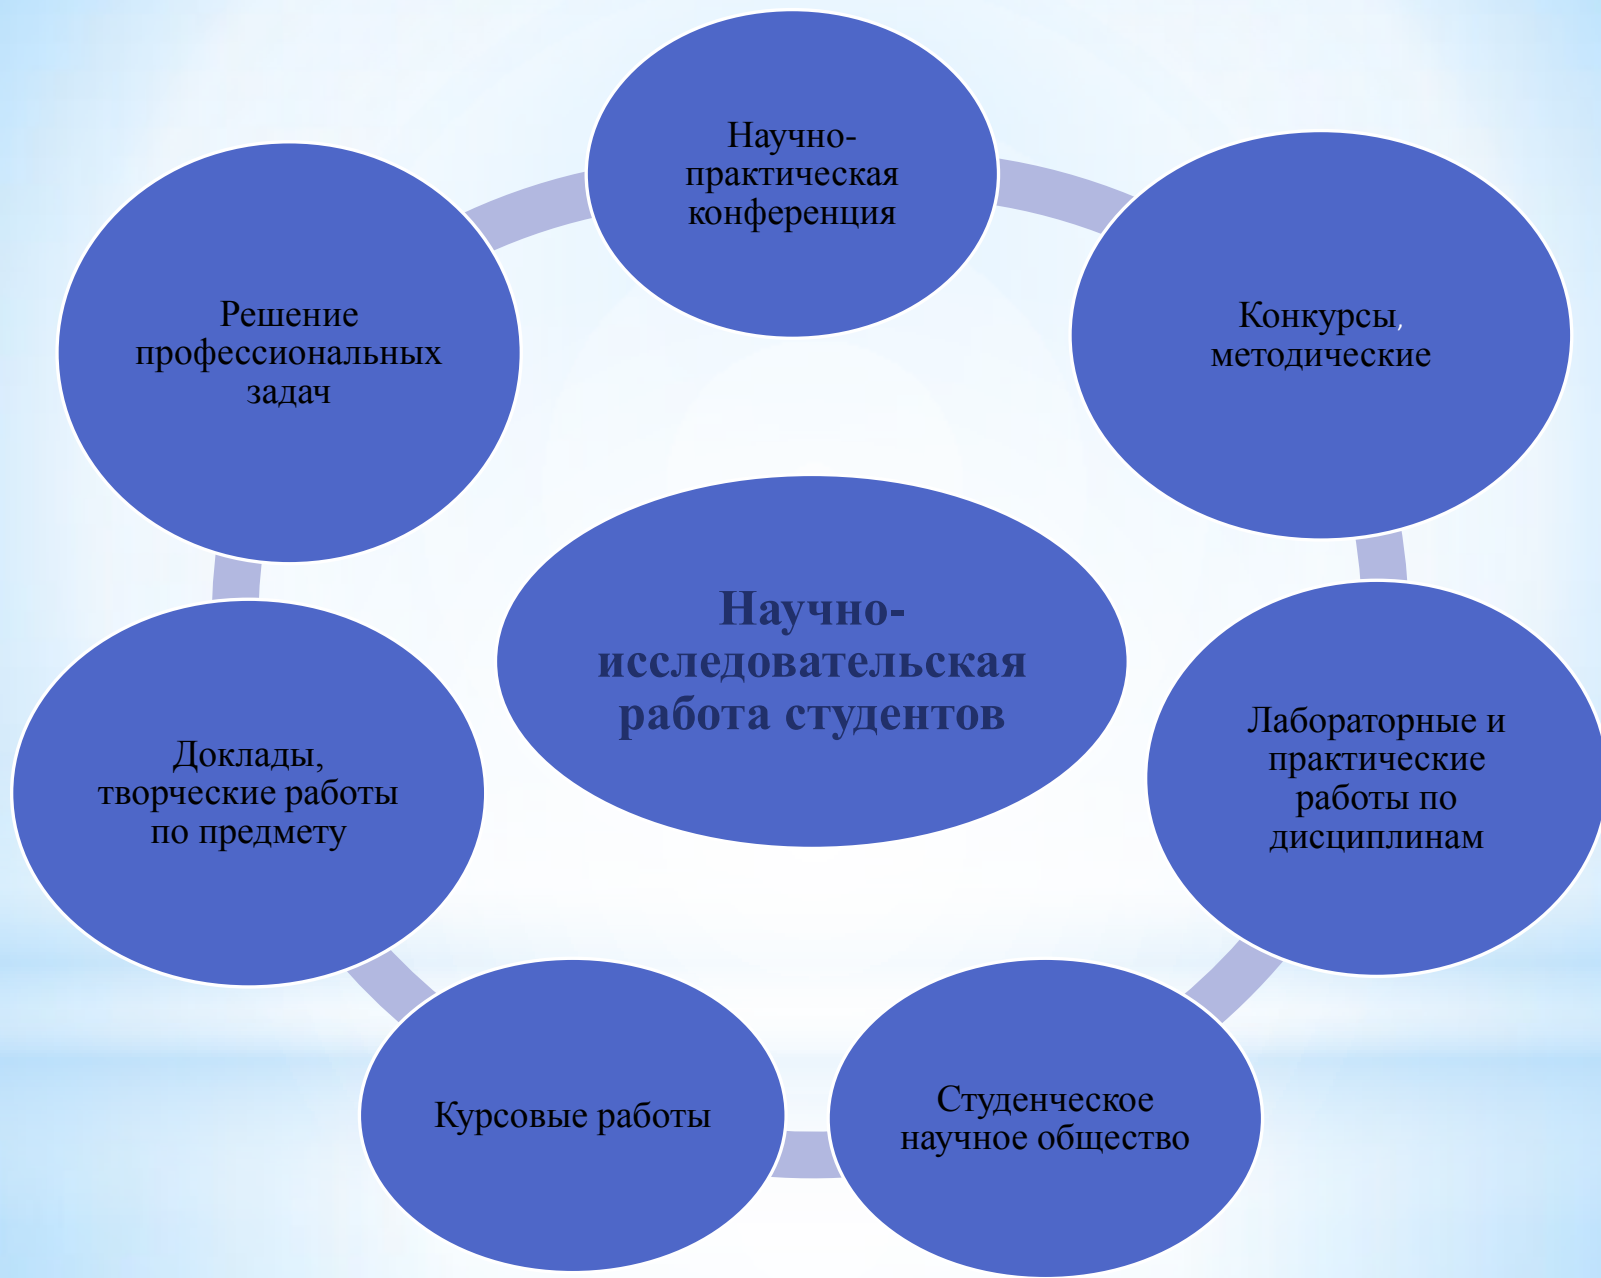 Научно-
практическая
конференция
Конкурсы,
методические
Лабораторные и
практические
работы по
дисциплинам
Студенческое
научное общество
Курсовые работы
Доклады,
творческие работы
по предмету
Решение
профессиональных
задач
Научно-
исследовательская
работа студентов